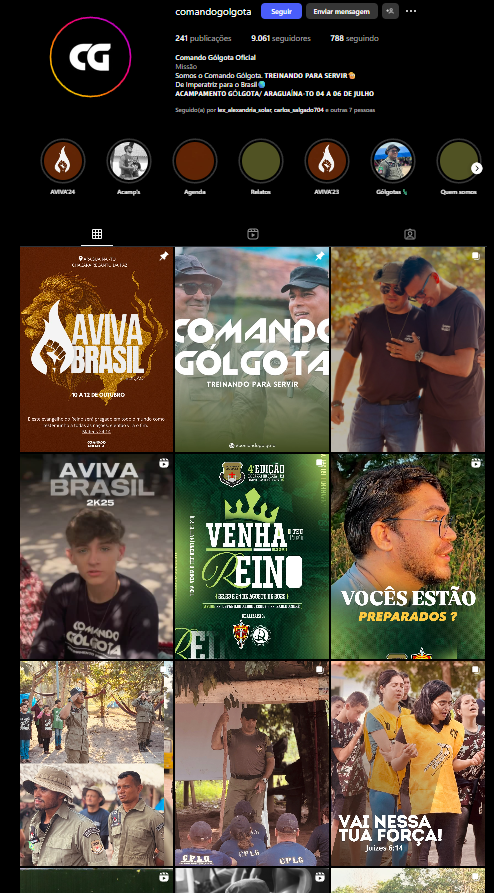 comandogolgota
Seguir
Enviar mensagem
241 publicações
9.061 seguidores
788 seguindo
CG
Comando Gólgota Oficial
Missão
Somos o Comando Gólgota. TREINANDO PARA SERVIR
De Imperatriz para o Brasil
ACAMPAMENTO GÓLGOTA/ ARAGUAÍNA-TO 04 A 06 DE JULHO
Seguido(a) por lex_alexandria_solar, carlos_salgado704 e outras 7 pessoas
AVIVA'24
Acamp's
Agenda
Relatos
AVIVA'23
Gólgotas
Quem somos
AVIVA
BRASIL
10 A 12 DE OUTUBRO
COMANDO
GÓLGOTA
TREINANDO PARA SERVIR
AVIVA
BRASIL
2K25
COMANDO
GÓLGOTA
4ª EDIÇÃO
VENHA
REINO
VOCÊS ESTÃO
PREPARADOS ?
CPLG
CPLG
VAI NESSA
TUA FORÇA!
Juízes 6:14